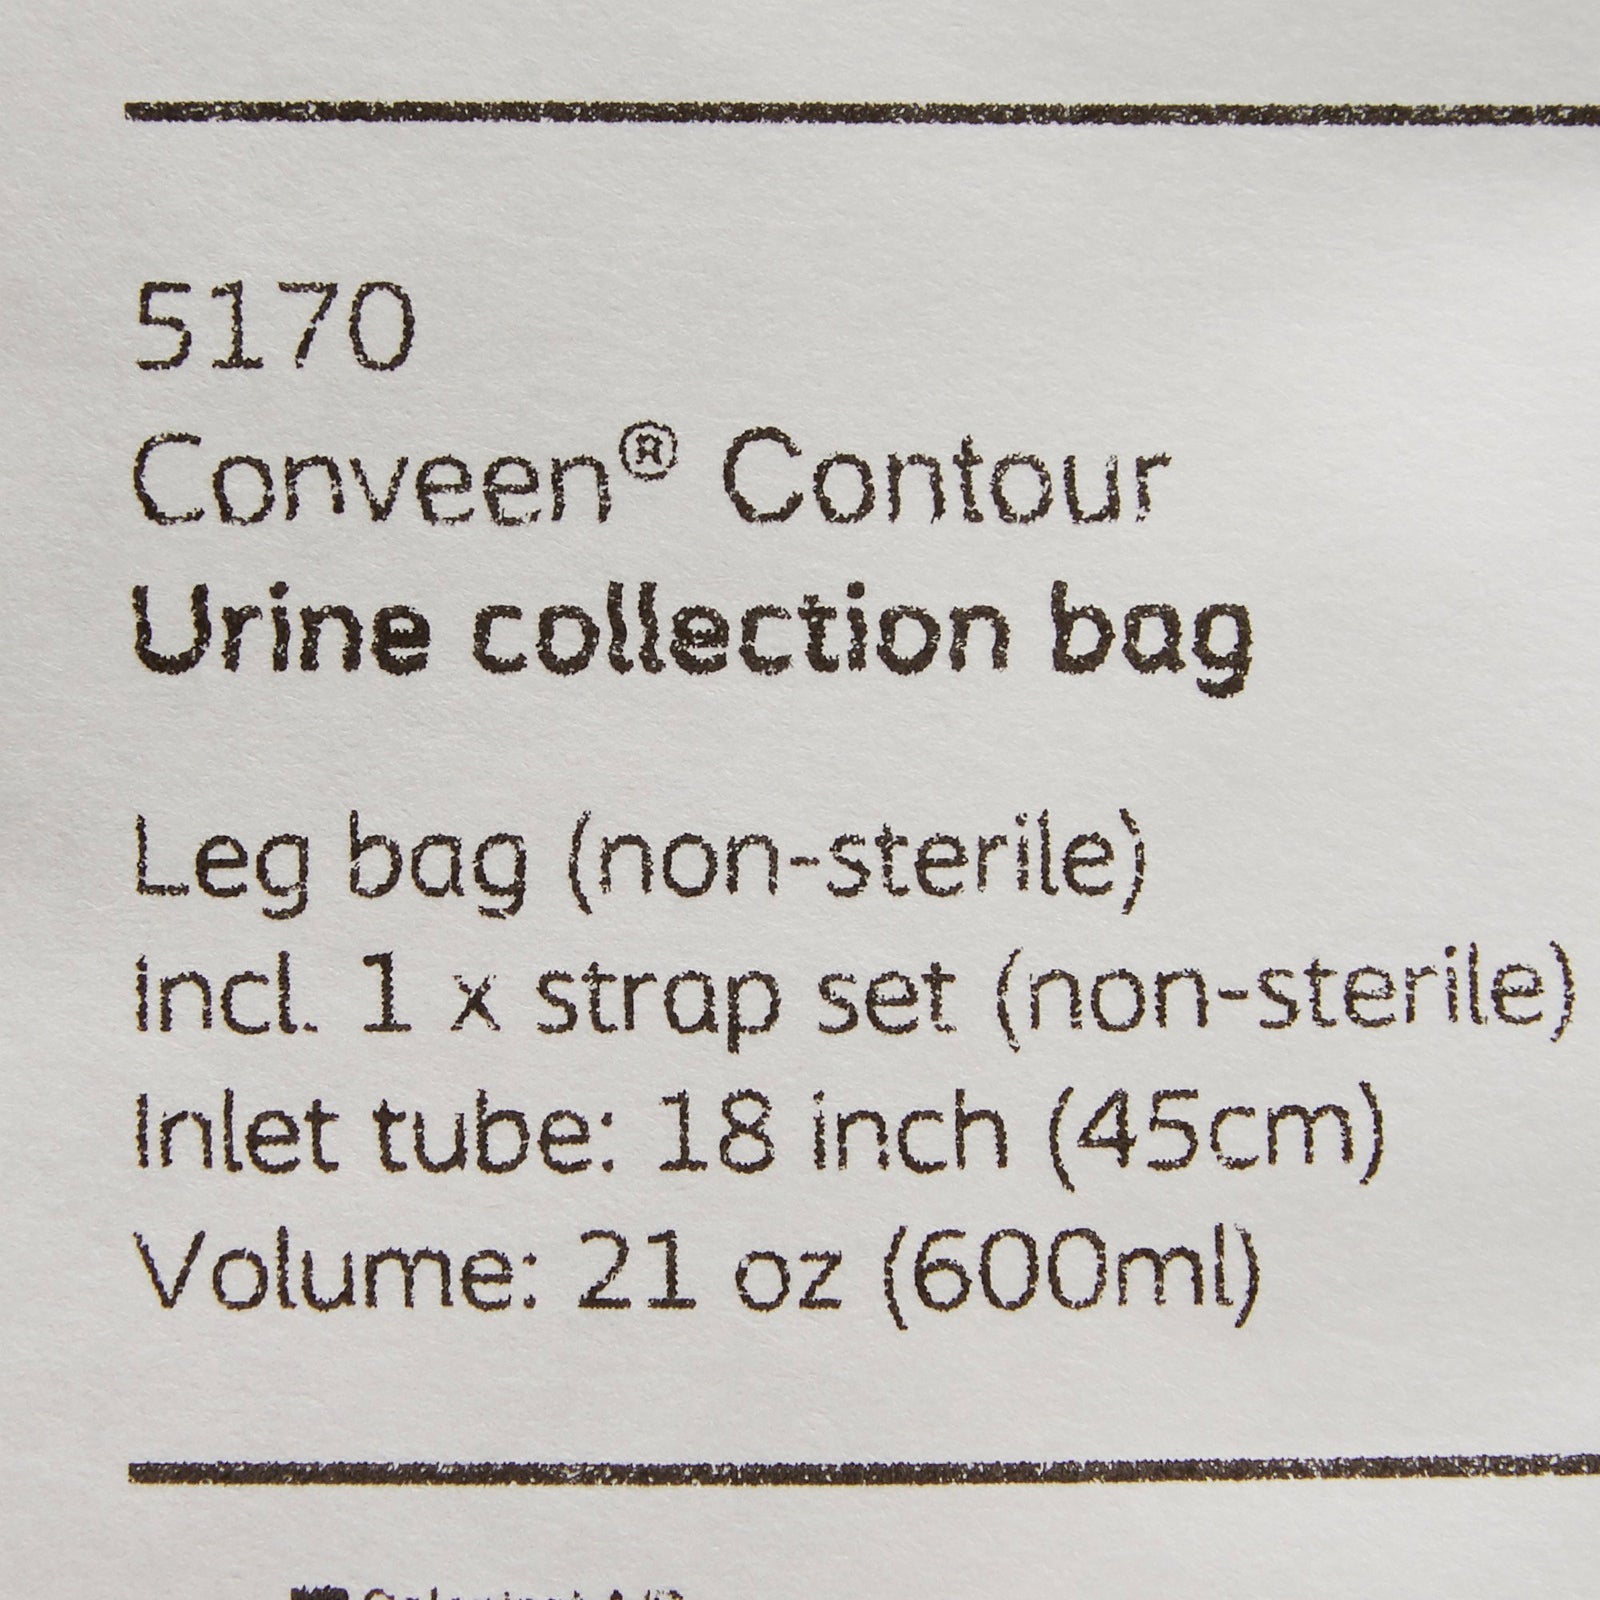 5170
Conveen® Contour
Urine collection bag
Leg bag (non-sterile)
Incl. 1 x strap set (non-sterile)
Inlet tube: 18 inch (45cm)
Volume: 21 oz (600ml)